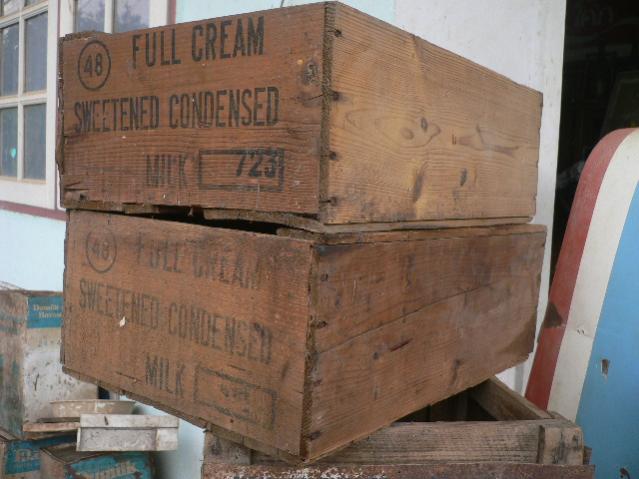 48 FULL CREAM
SWEETENED CONDENSED
MILK 723
48 FULL CREAM
SWEETENED CONDENSED
MILK